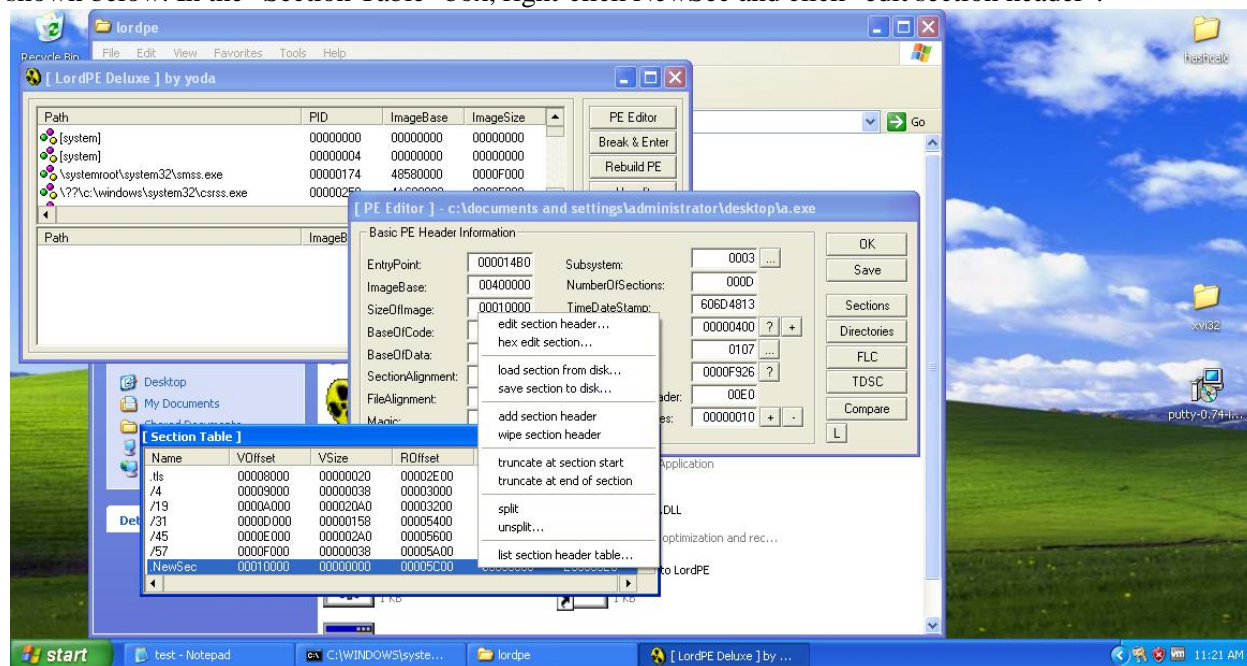 shown below. In the "Section Table" box, right-click NewSec and click "edit section header".
lordpe
Recycle Bin
File Edit View Favorites Tools Help
hashcalc
[ LordPE Deluxe ] by yoda
Path PID ImageBase ImageSize
PE Editor
Go
[system] 00000000 00000000 00000000
Break & Enter
[system] 00000004 00000000 00000000
Rebuild PE
\systemroot\system32\smss.exe 00000174 48580000 0000F000
\??\c:\windows\system32\csrss.exe
[ PE Editor ] - c:\documents and settings\administrator\desktop\a.exe
Path ImageB
Basic PE Header Information
OK
EntryPoint: 000014B0 Subsystem: 0003 ...
Save
ImageBase: 00400000 NumberOfSections: 000D
SizeOfImage: 00010000 TimeDateStamp: 606D4813
Sections
BaseOfCode: 00000400 ? +
Directories
BaseOfData: 0107 ...
FLC
SectionAlignment: 0000F926 ?
TDSC
FileAlignment: ader: 00E0
Compare
Magic: es: 00000010 + -
L
xvi32
putty-0.74-i...
edit section header...
hex edit section...
load section from disk...
save section to disk...
add section header
wipe section header
truncate at section start
truncate at end of section
split
unsplit...
list section header table...
Desktop
My Documents
Shared Documents
Det
[ Section Table ]
Name VOffset VSize ROffset
.tls 00008000 00000020 00002E00
/4 00009000 00000038 00003000
/19 0000A000 000020A0 00003200
/31 0000D000 00000158 00005400
/45 0000E000 000002A0 00005600
/57 0000F000 00000038 00005A00
.NewSec 00010000 00000000 00005C00
Application
.DLL
optimization and rec...
to LordPE
1 KB
1 KB
start
test - Notepad
C:\WINDOWS\syste...
lordpe
[ LordPE Deluxe ] by ...
11:21 AM